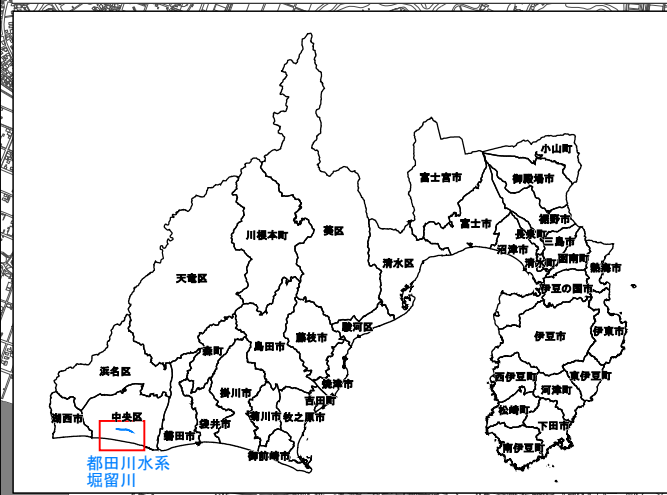 小山町
富士宮市
御殿場市
裾野市
富士市
長泉町
三島市
葵区
川根本町
沼津市
清水町
函南町
清水区
熱海市
天竜区
伊豆の国市
駿河区
伊東市
藤枝市
伊豆市
島田市
森町
浜名区
西伊豆町
東伊豆町
焼津市
河津町
掛川市
吉田町
松崎町
湖西市
中央区
菊川市
牧之原市
袋井市
下田市
磐田市
南伊豆町
御前崎市
都田川水系
堀留川